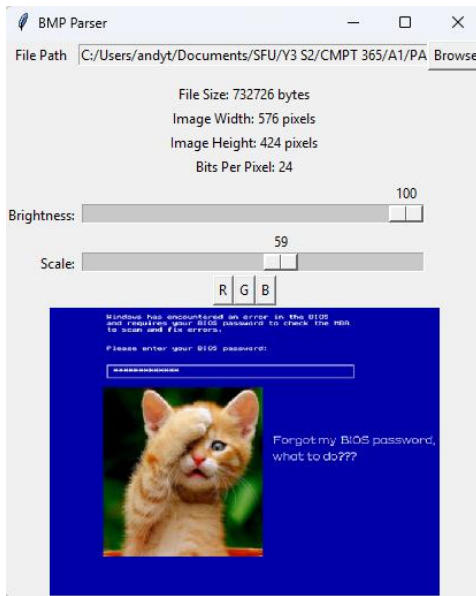 BMP Parser
File Path C:/Users/andyt/Documents/SFU/Y3 S2/CMPT 365/A1/PA Browse
File Size: 732726 bytes
Image Width: 576 pixels
Image Height: 424 pixels
Bits Per Pixel: 24
100
Brightness:
59
Scale:
R G B
Windows has encountered an error in the BIOS
and requires your BIOS password to check the MBR
to scan and fix errors.
Please enter your BIOS password:
*************
Forgot my BIOS password,
what to do???